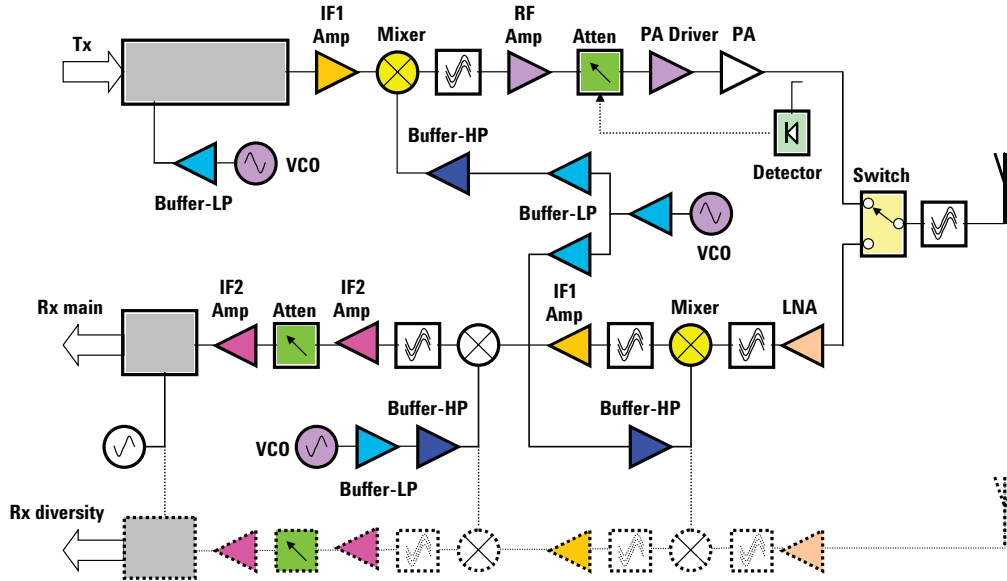 Tx
IF1
Amp
Mixer
RF
Amp
Atten
PA Driver
PA
Buffer-HP
VCO
Buffer-LP
Detector
Switch
Buffer-LP
VCO
Rx main
IF2
Amp
Atten
IF2
Amp
IF1
Amp
Mixer
LNA
Buffer-HP
Buffer-HP
VCO
Buffer-LP
Rx diversity